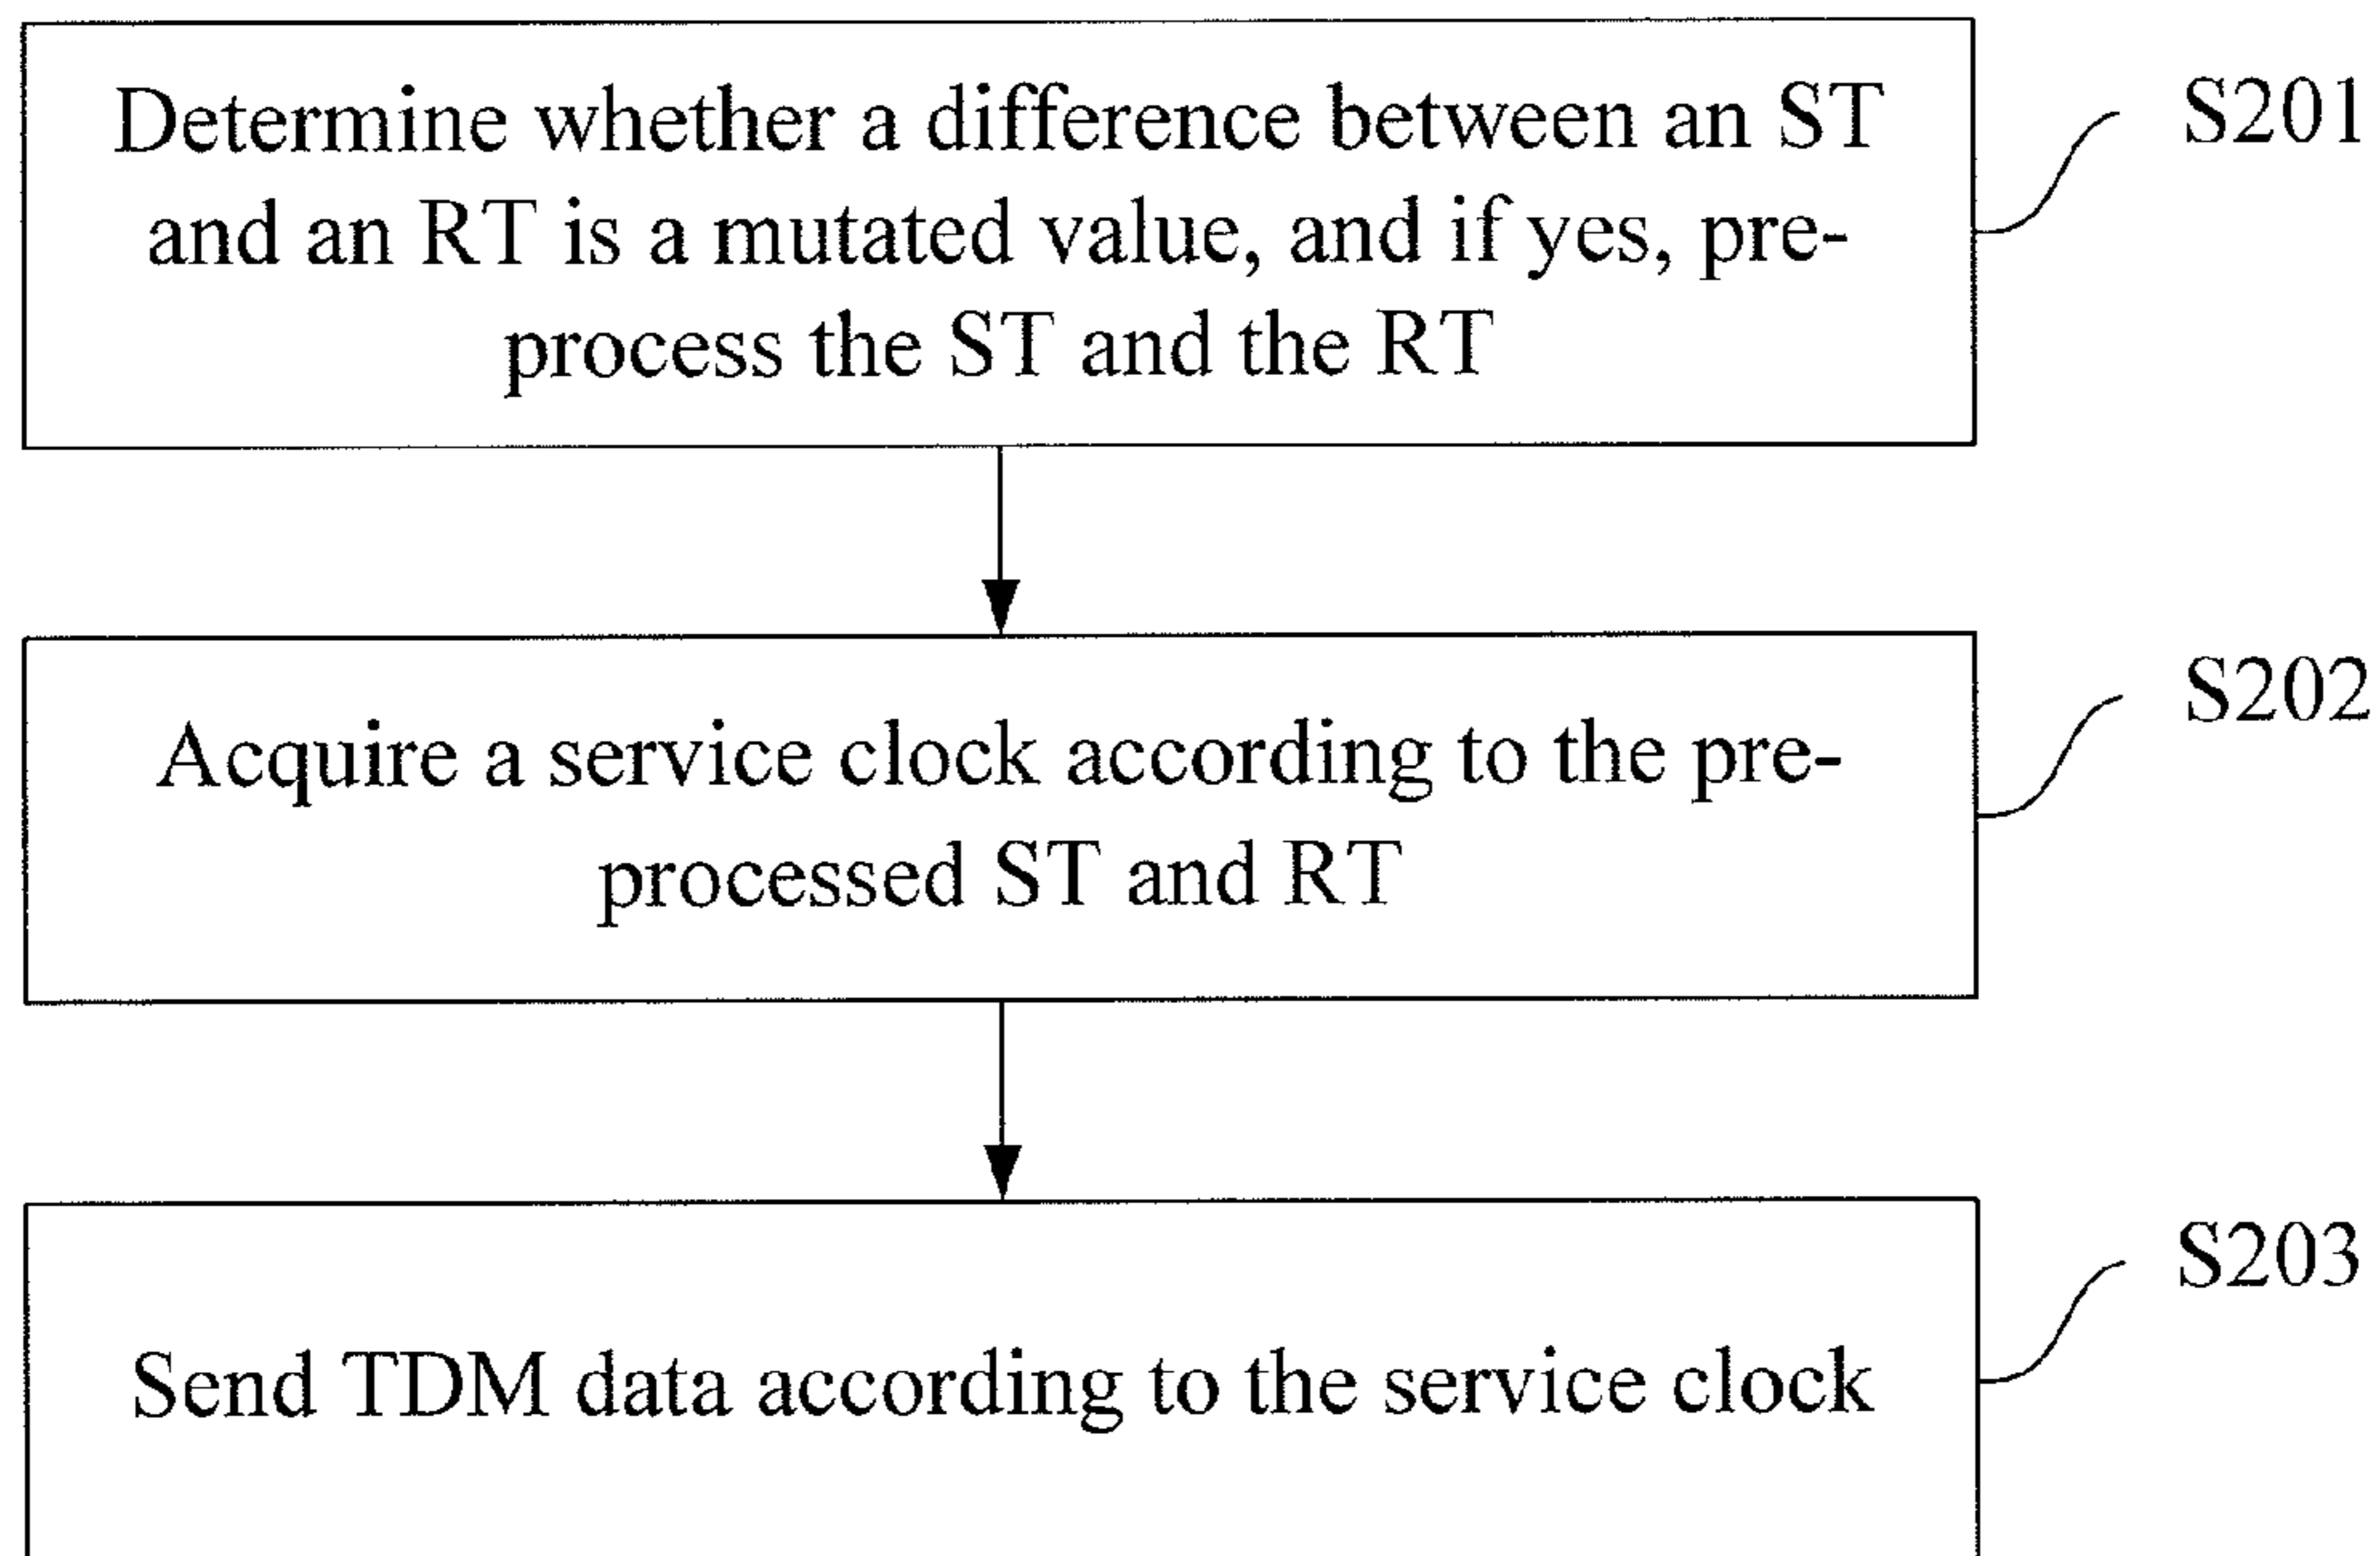 Determine whether a difference between an ST
S201
and an RT is a mutated value, and if yes, pre-
process the ST and the RT
S202
Acquire a service clock according to the pre-
processed ST and RT
S203
Send TDM data according to the service clock